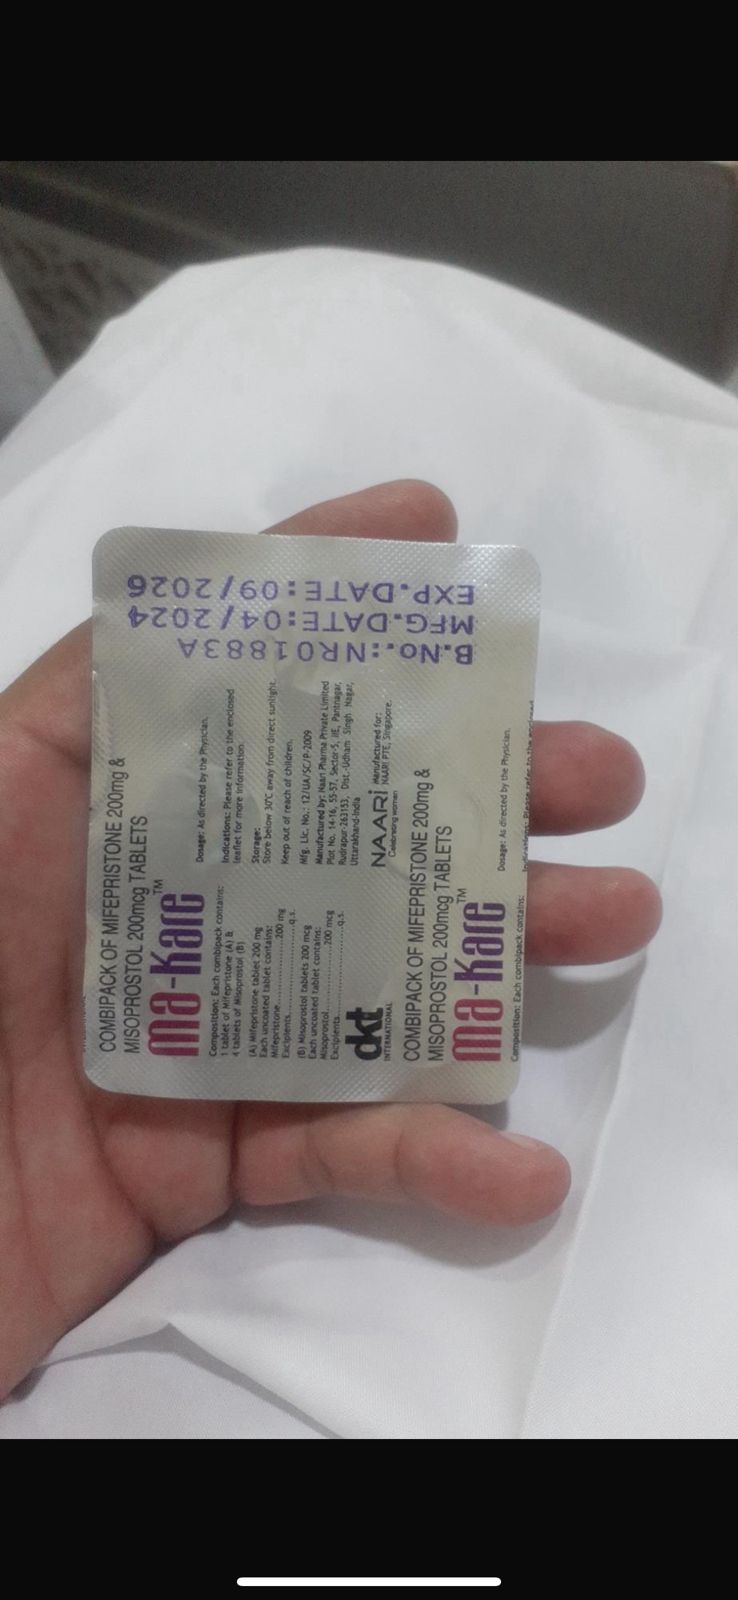 COMBIPACK OF MIFEPRISTONE 200mg &
MISOPROSTOL 200mcg TABLETS
ma-Kare™
Composition: Each combipack contains:
1 tablet of Mifepristone (A) &
4 tablets of Misoprostol (B)
(A) Mifepristone tablet 200 mg
Each uncoated tablet contains:
Mifepristone....................200 mg
Excipients.........................q.s.
(B) Misoprostol tablets 200 mcg
Each uncoated tablet contains:
Misoprostol....................200 mcg
Excipients.........................q.s.
dkt
INTERNATIONAL
Dosage: As directed by the Physician.
Indications: Please refer to the enclosed
leaflet for more information.
Storage:
Store below 30°C away from direct sunlight.
Keep out of reach of children.
Mfg. Lic. No.: 12/UA/SC/P-2009
Manufactured by: Naari Pharma Private Limited
Plot No. 14-16, 55-57, Sector-5, IIE, Pantnagar,
Rudrapur-263153, Dist.-Udham Singh Nagar,
Uttarakhand-India
NAARI
Celebrating women
Manufactured for:
NAARI PTE, Singapore.
COMBIPACK OF MIFEPRISTONE 200mg &
MISOPROSTOL 200mcg TABLETS
ma-Kare™
Composition: Each combipack contains:
Dosage: As directed by the Physician.
Indications: Please refer to the enclosed
B.No.:NR01883A
MFG.DATE:04/2024
EXP.DATE:09/2026